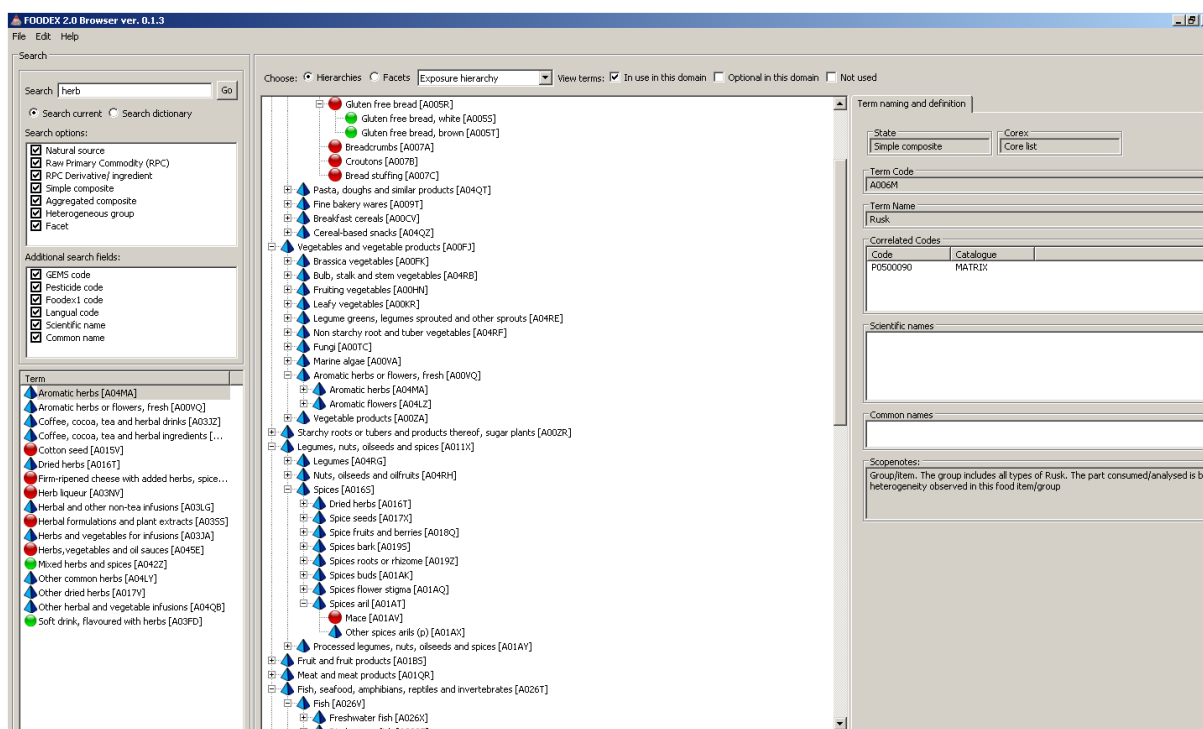 FOODEX 2.0 Browser ver. 0.1.3
File Edit Help
Search
Search herb Go
Search current Search dictionary
Search options:
Natural source
Raw Primary Commodity (RPC)
RPC Derivative/ ingredient
Simple composite
Aggregated composite
Heterogeneous group
Facet
Additional search fields:
GEMS code
Pesticide code
Foodex1 code
Langual code
Scientific name
Common name
Term
Aromatic herbs [A04MA]
Aromatic herbs or flowers, fresh [A00VQ]
Coffee, cocoa, tea and herbal drinks [A03JZ]
Coffee, cocoa, tea and herbal ingredients [...
Cotton seed [A015V]
Dried herbs [A016T]
Firm-ripened cheese with added herbs, spice...
Herb liqueur [A03NV]
Herbal and other non-tea infusions [A03LG]
Herbal formulations and plant extracts [A03SS]
Herbs and vegetables for infusions [A03JA]
Herbs,vegetables and oil sauces [A045E]
Mixed herbs and spices [A042Z]
Other common herbs [A04LY]
Other dried herbs [A017V]
Other herbal and vegetable infusions [A04QB]
Soft drink, flavoured with herbs [A03FD]
Choose: Hierarchies Facets Exposure hierarchy View terms: In use in this domain Optional in this domain Not used
Gluten free bread [A005R]
Gluten free bread, white [A005S]
Gluten free bread, brown [A005T]
Breadcrumbs [A007A]
Croutons [A007B]
Bread stuffing [A007C]
Pasta, doughs and similar products [A04QT]
Fine bakery wares [A009T]
Breakfast cereals [A00CV]
Cereal-based snacks [A04QZ]
Vegetables and vegetable products [A00FJ]
Brassica vegetables [A00FK]
Bulb, stalk and stem vegetables [A04RB]
Fruiting vegetables [A00HN]
Leafy vegetables [A00KR]
Legume greens, legumes sprouted and other sprouts [A04RE]
Non starchy root and tuber vegetables [A04RF]
Fungi [A00TC]
Marine algae [A00VA]
Aromatic herbs or flowers, fresh [A00VQ]
Aromatic herbs [A04MA]
Aromatic flowers [A04LZ]
Vegetable products [A00ZA]
Starchy roots or tubers and products thereof, sugar plants [A00ZR]
Legumes, nuts, oilseeds and spices [A011X]
Legumes [A04RG]
Nuts, oilseeds and oilfruits [A04RH]
Spices [A016S]
Dried herbs [A016T]
Spice seeds [A017X]
Spice fruits and berries [A018Q]
Spices bark [A019S]
Spices roots or rhizome [A019Z]
Spices buds [A01AK]
Spices flower stigma [A01AQ]
Spices aril [A01AT]
Mace [A01AV]
Other spices arils (p) [A01AX]
Processed legumes, nuts, oilseeds and spices [A01AY]
Fruit and fruit products [A01BS]
Meat and meat products [A01QR]
Fish, seafood, amphibians, reptiles and invertebrates [A026T]
Fish [A026V]
Freshwater fish [A026X]
Term naming and definition
State Corex
Simple composite Core list
Term Code
A006M
Term Name
Rusk
Correlated Codes
Code Catalogue
P0500090 MATRIX
Scientific names
Common names
Scopenotes:
Group/item. The group includes all types of Rusk. The part consumed/analysed is b
heterogeneity observed in this food item/group